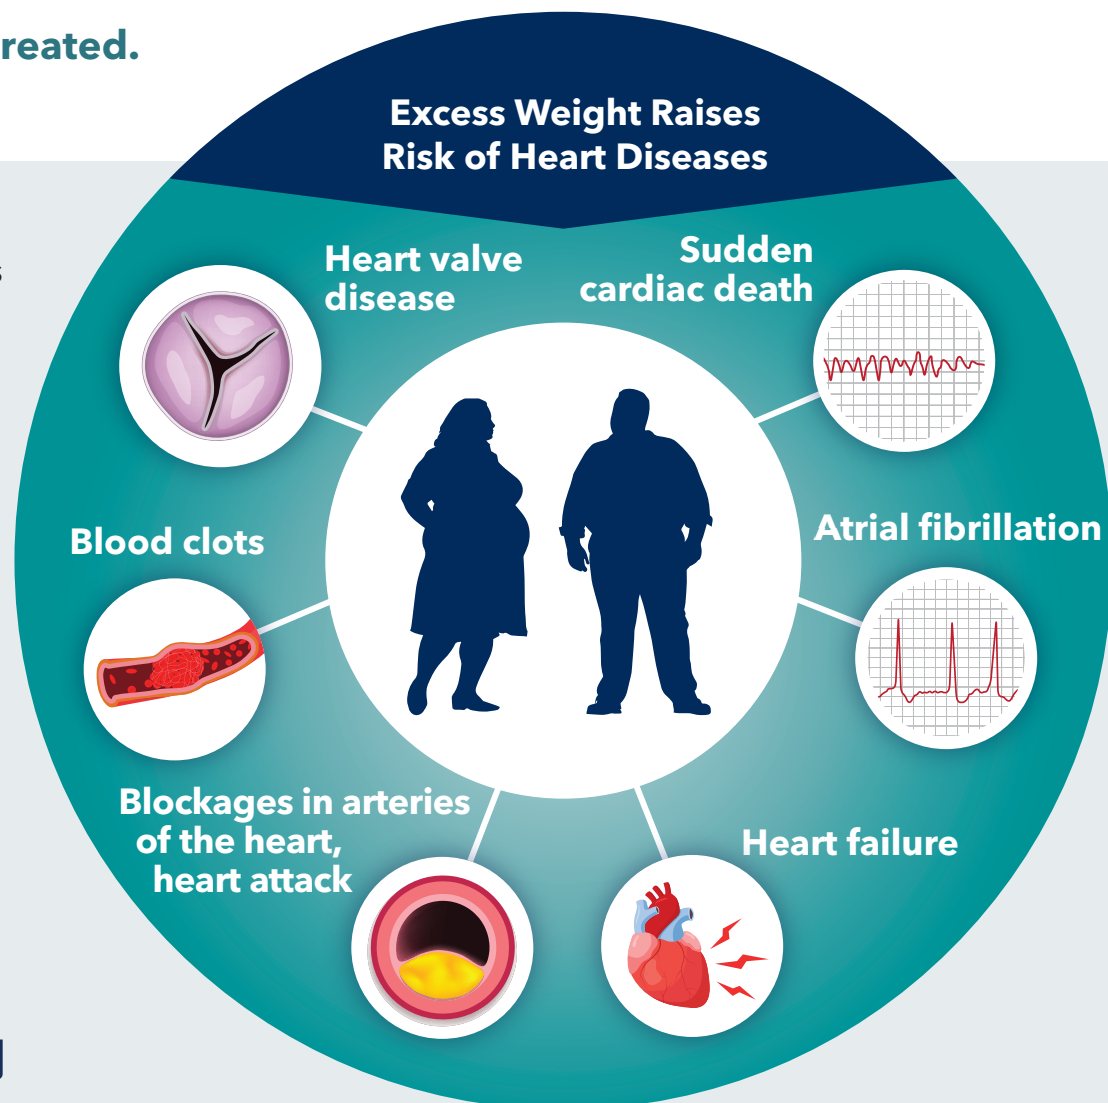 reated.
Excess Weight Raises
Risk of Heart Diseases
Heart valve
disease
Sudden
cardiac death
Blood clots
Atrial fibrillation
Blockages in arteries
of the heart,
heart attack
Heart failure